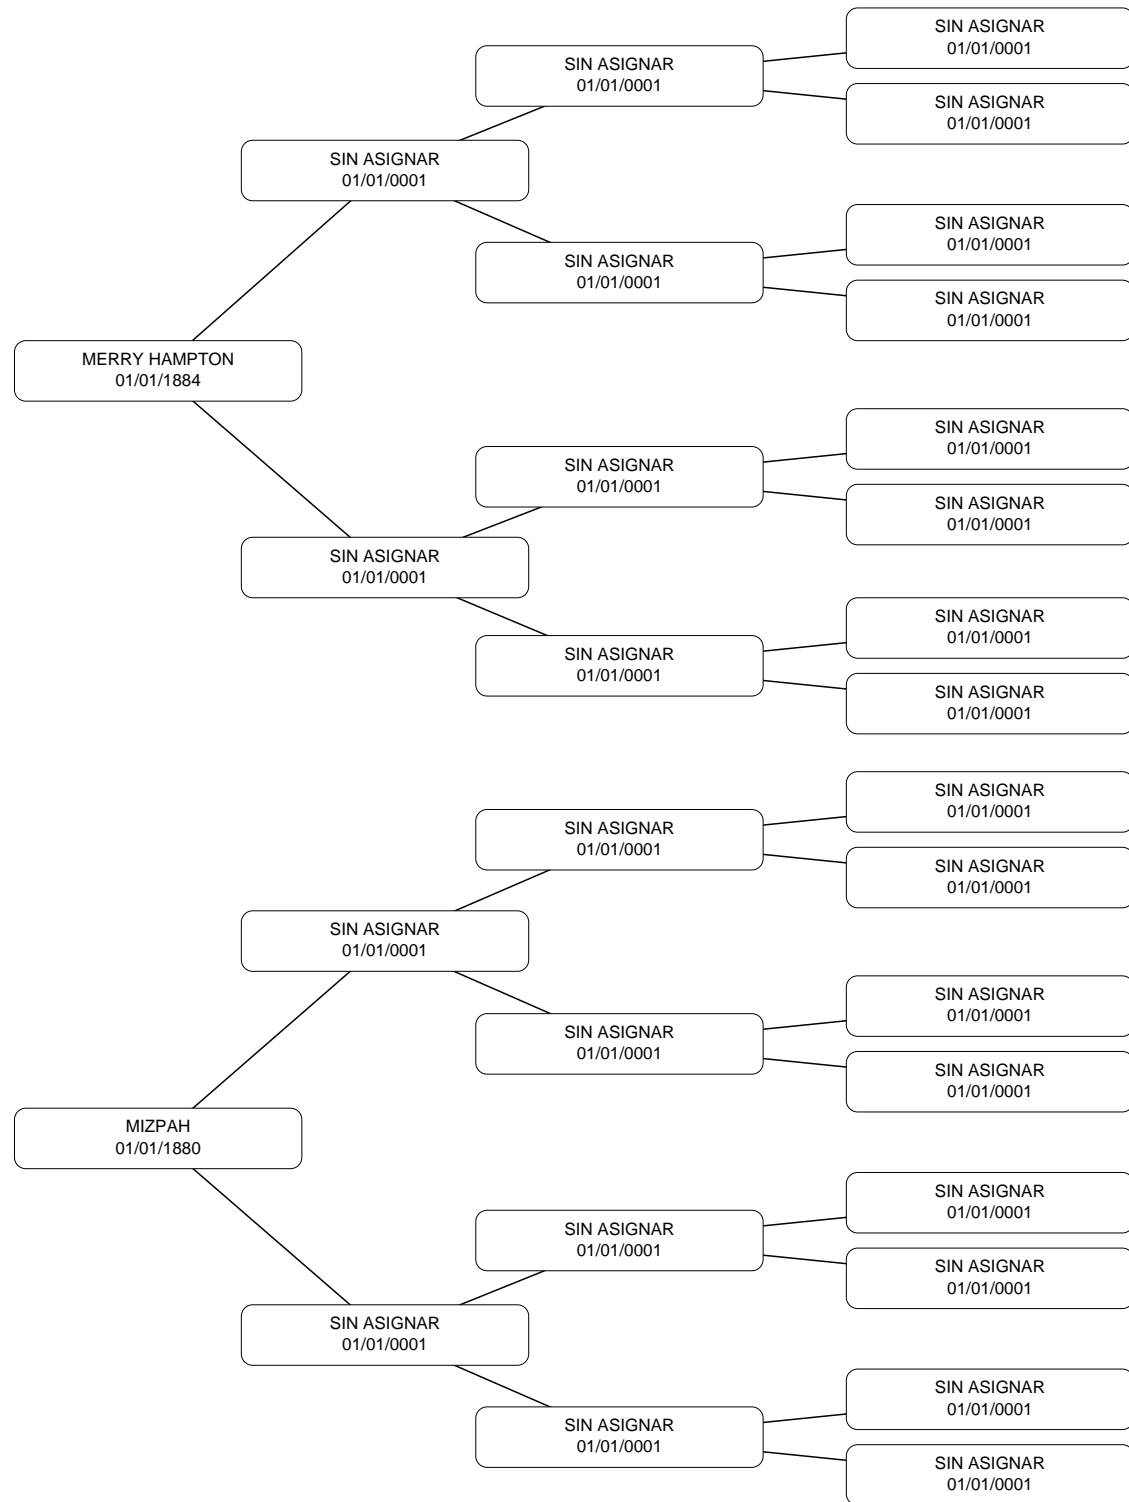 SIN ASIGNAR
01/01/0001
SIN ASIGNAR
01/01/0001
SIN ASIGNAR
01/01/0001
SIN ASIGNAR
01/01/0001
SIN ASIGNAR
01/01/0001
SIN ASIGNAR
01/01/0001
SIN ASIGNAR
01/01/0001
MERRY HAMPTON
01/01/1884
SIN ASIGNAR
01/01/0001
SIN ASIGNAR
01/01/0001
SIN ASIGNAR
01/01/0001
SIN ASIGNAR
01/01/0001
SIN ASIGNAR
01/01/0001
SIN ASIGNAR
01/01/0001
SIN ASIGNAR
01/01/0001
SIN ASIGNAR
01/01/0001
SIN ASIGNAR
01/01/0001
SIN ASIGNAR
01/01/0001
SIN ASIGNAR
01/01/0001
SIN ASIGNAR
01/01/0001
SIN ASIGNAR
01/01/0001
SIN ASIGNAR
01/01/0001
MIZPAH
01/01/1880
SIN ASIGNAR
01/01/0001
SIN ASIGNAR
01/01/0001
SIN ASIGNAR
01/01/0001
SIN ASIGNAR
01/01/0001
SIN ASIGNAR
01/01/0001
SIN ASIGNAR
01/01/0001
SIN ASIGNAR
01/01/0001